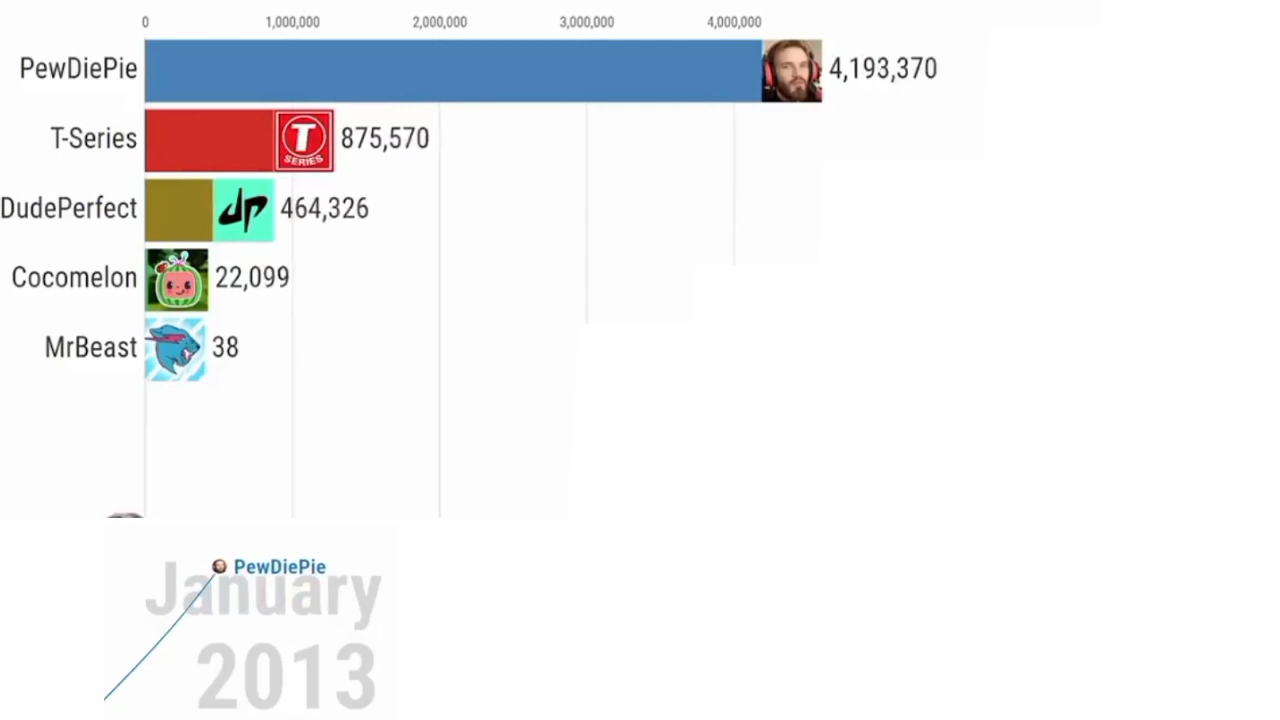 0 1,000,000 2,000,000 3,000,000 4,000,000
PewDiePie 4,193,370
T-Series T SERIES 875,570
DudePerfect dp 464,326
Cocomelon 22,099
MrBeast 38
PewDiePie
January
2013